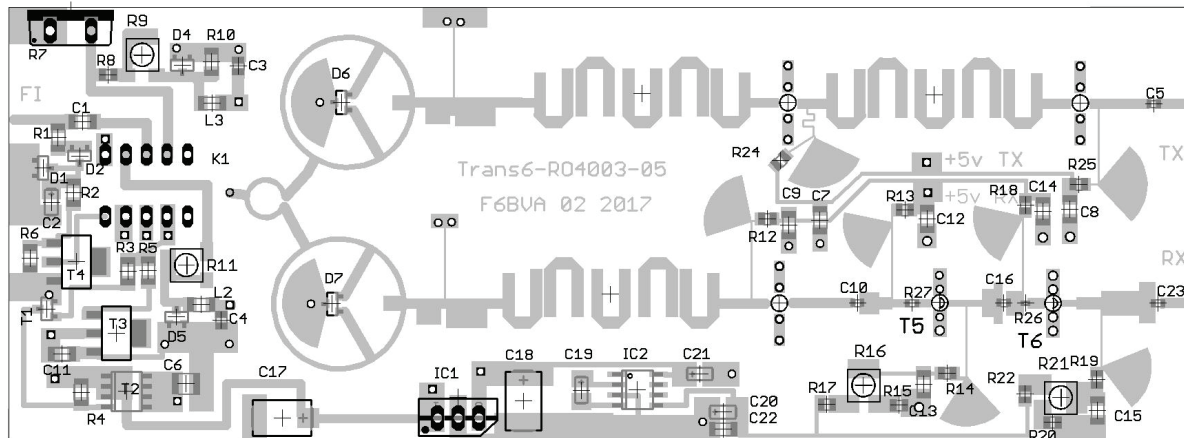 R7
R9
D4
R10
C3
R8
L3
FI
C1
R1
D2
D1
R2
C2
K1
D6
Trans6-RO4003-05
F6BVA 02 2017
R24
C9
C7
R12
R13
C12
+5v TX
+5v RX
R18
C14
C8
R25
C5
TX
RX
R6
T4
R3
R5
R11
T1
T3
L2
D5
C4
C11
T2
C6
R4
C17
D7
IC1
C18
C19
IC2
C21
C20
C22
C10
R27
T5
C16
R26
T6
C23
R17
R16
R15
C13
R14
R22
R21
R20
R19
C15